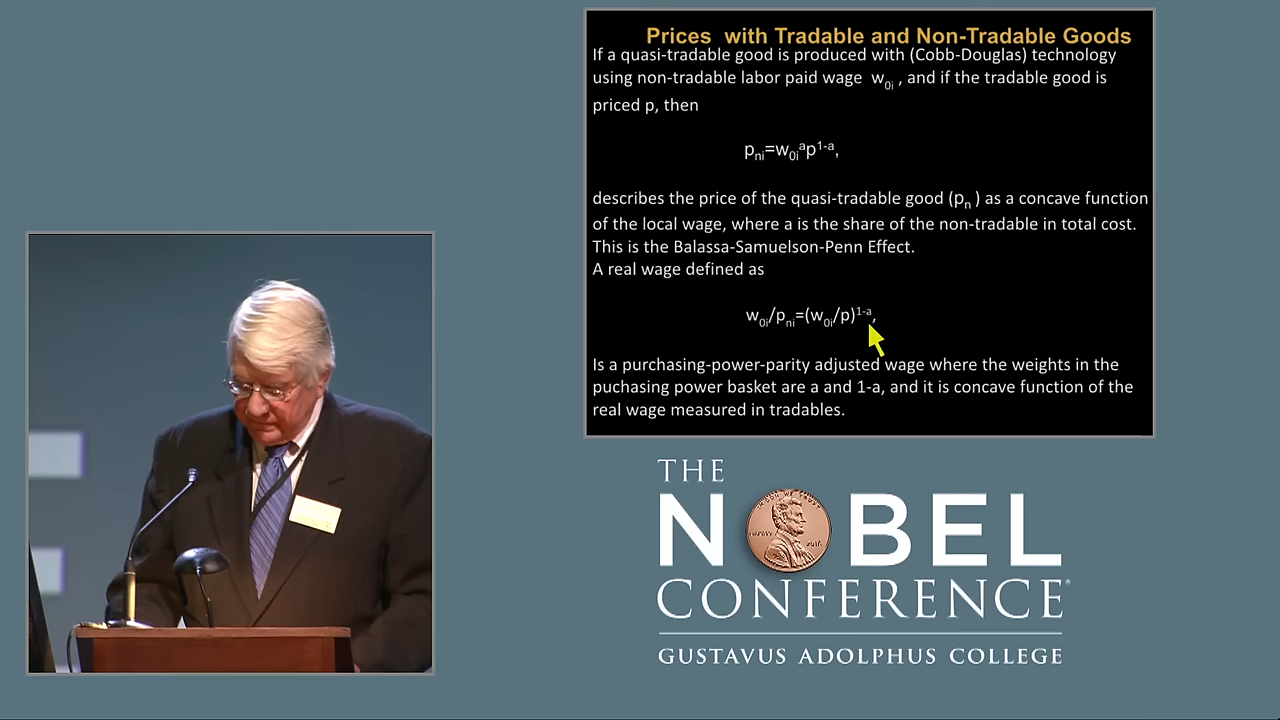 Prices with Tradable and Non-Tradable Goods
If a quasi-tradable good is produced with (Cobb-Douglas) technology
using non-tradable labor paid wage w0i , and if the tradable good is
priced p, then
pni=w0i^a p^1-a,
describes the price of the quasi-tradable good (pn ) as a concave function
of the local wage, where a is the share of the non-tradable in total cost.
This is the Balassa-Samuelson-Penn Effect.
A real wage defined as
w0i/pni=(w0i/p)^1-a,
Is a purchasing-power-parity adjusted wage where the weights in the
puchasing power basket are a and 1-a, and it is concave function of the
real wage measured in tradables.
THE
NOBEL
CONFERENCE®
GUSTAVUS ADOLPHUS COLLEGE